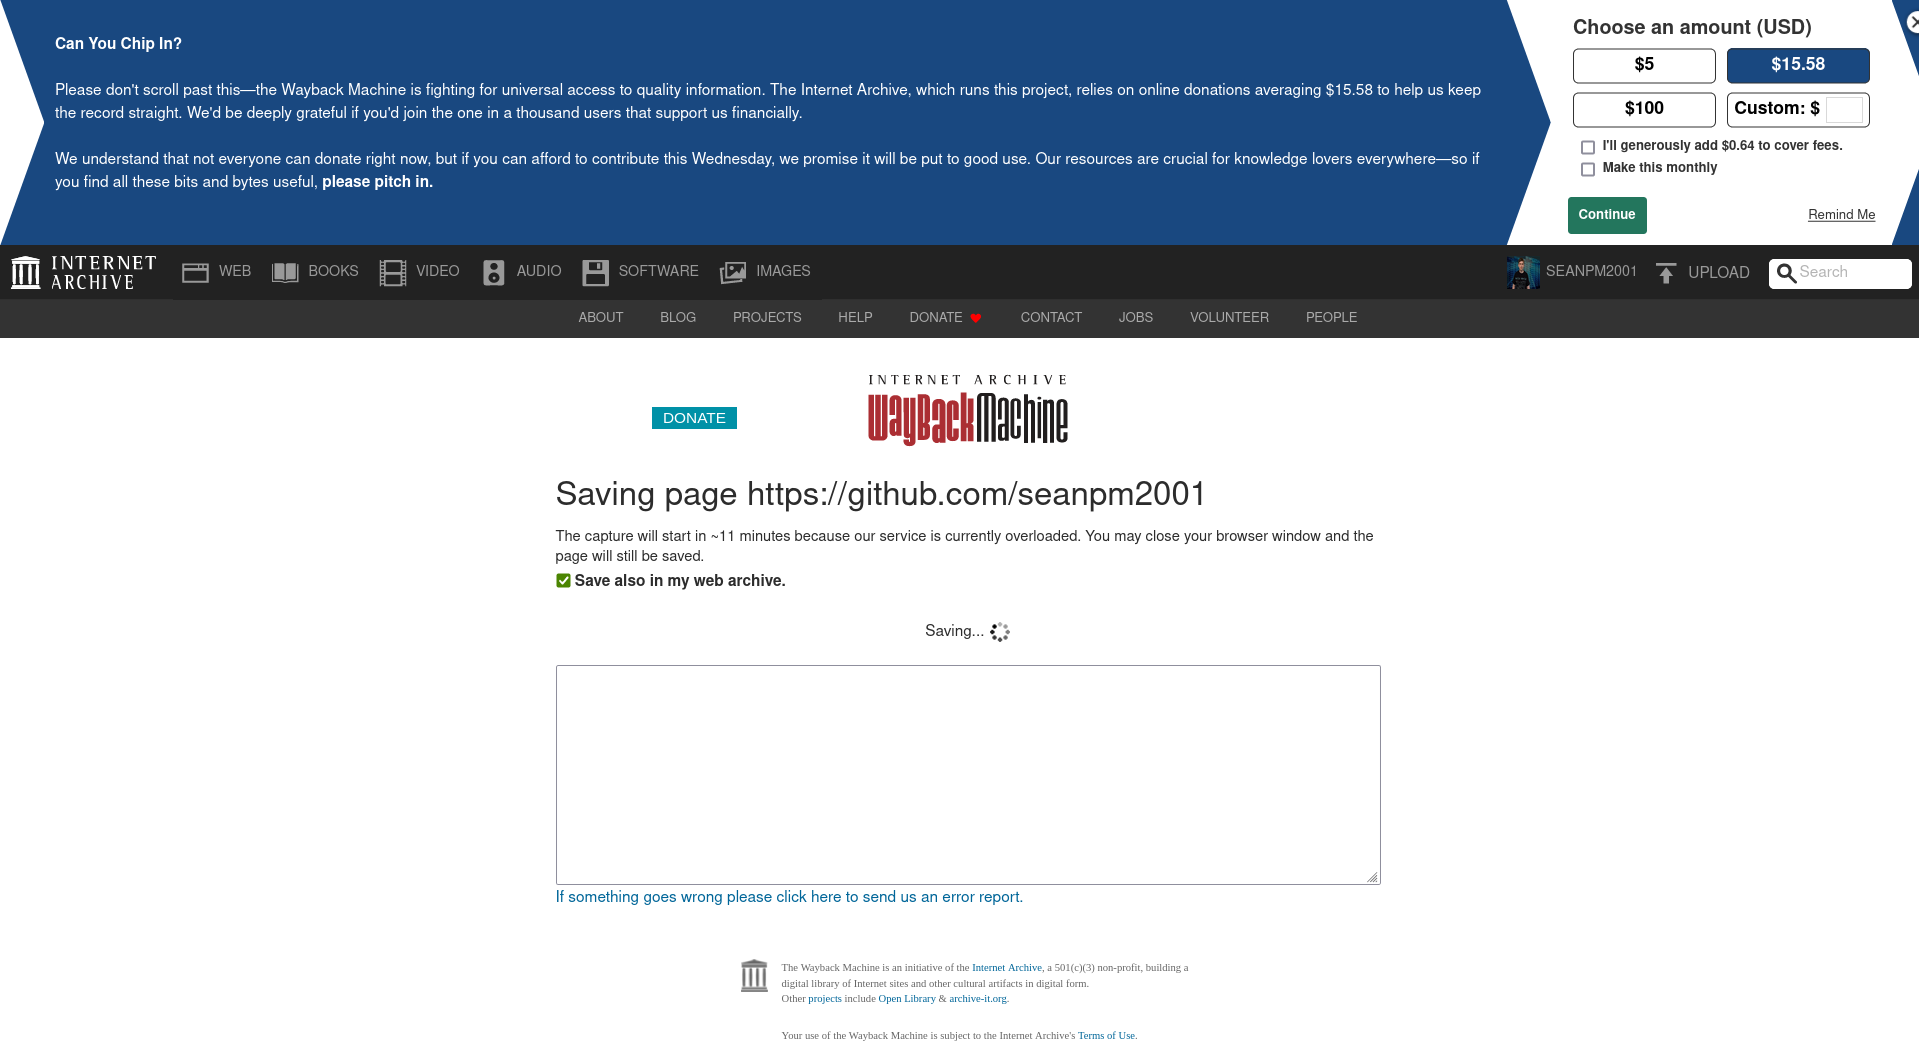 Can You Chip In?
Please don't scroll past this—the Wayback Machine is fighting for universal access to quality information. The Internet Archive, which runs this project, relies on online donations averaging $15.58 to help us keep
the record straight. We'd be deeply grateful if you'd join the one in a thousand users that support us financially.
We understand that not everyone can donate right now, but if you can afford to contribute this Wednesday, we promise it will be put to good use. Our resources are crucial for knowledge lovers everywhere—so if
you find all these bits and bytes useful, please pitch in.
Choose an amount (USD)
$5
$15.58
$100
Custom: $
I'll generously add $0.64 to cover fees.
Make this monthly
Continue
Remind Me
INTERNET
ARCHIVE
WEB
BOOKS
VIDEO
AUDIO
SOFTWARE
IMAGES
SEANPM2001
UPLOAD
Search
ABOUT
BLOG
PROJECTS
HELP
DONATE
CONTACT
JOBS
VOLUNTEER
PEOPLE
DONATE
INTERNET ARCHIVE
WayBackMachine
Saving page https://github.com/seanpm2001
The capture will start in ~11 minutes because our service is currently overloaded. You may close your browser window and the
page will still be saved.
Save also in my web archive.
Saving...
If something goes wrong please click here to send us an error report.
The Wayback Machine is an initiative of the Internet Archive, a 501(c)(3) non-profit, building a
digital library of Internet sites and other cultural artifacts in digital form.
Other projects include Open Library & archive-it.org.
Your use of the Wayback Machine is subject to the Internet Archive's Terms of Use.